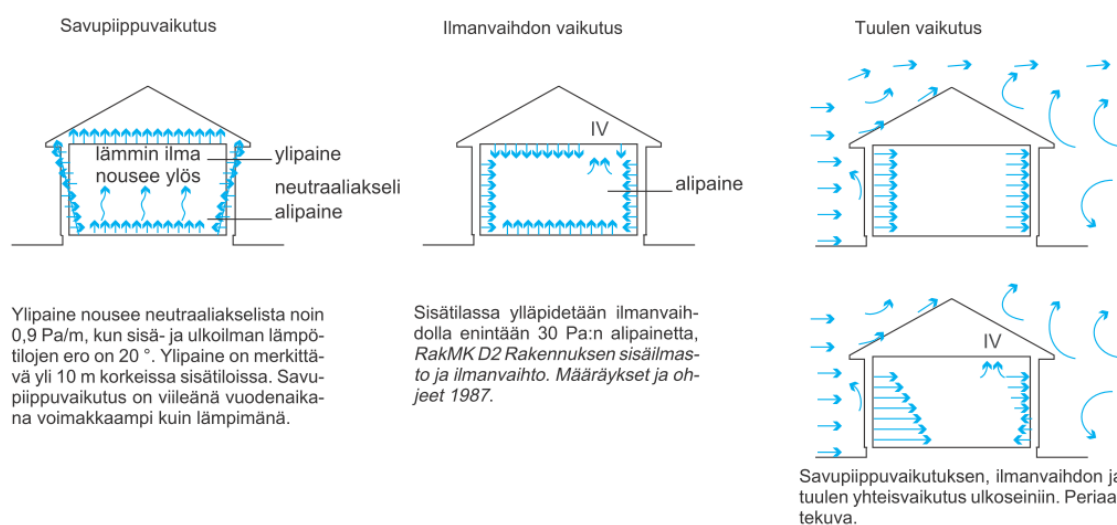 Savupiippuvaikutus
lämmin ilma
nousee ylös
ylipaine
neutraaliakseli
alipaine
Ylipaine nousee neutraaliakselista noin
0,9 Pa/m, kun sisä- ja ulkoilman lämpö-
tilojen ero on 20 °. Ylipaine on merkittä-
vä yli 10 m korkeissa sisätiloissa. Savu-
piippuvaikutus on viileänä vuodenaika-
na voimakkaampi kuin lämpimänä.
Ilmanvaihdon vaikutus
IV
alipaine
Sisätilassa ylläpidetään ilmanvaih-
dolla enintään 30 Pa:n alipainetta,
RakMK D2 Rakennuksen sisäilmas-
to ja ilmanvaihto. Määräykset ja oh-
jeet 1987.
Tuulen vaikutus
IV
Savupiippuvaikutuksen, ilmanvaihdon ja
tuulen yhteisvaikutus ulkoseiniin. Periaa
tekuva.